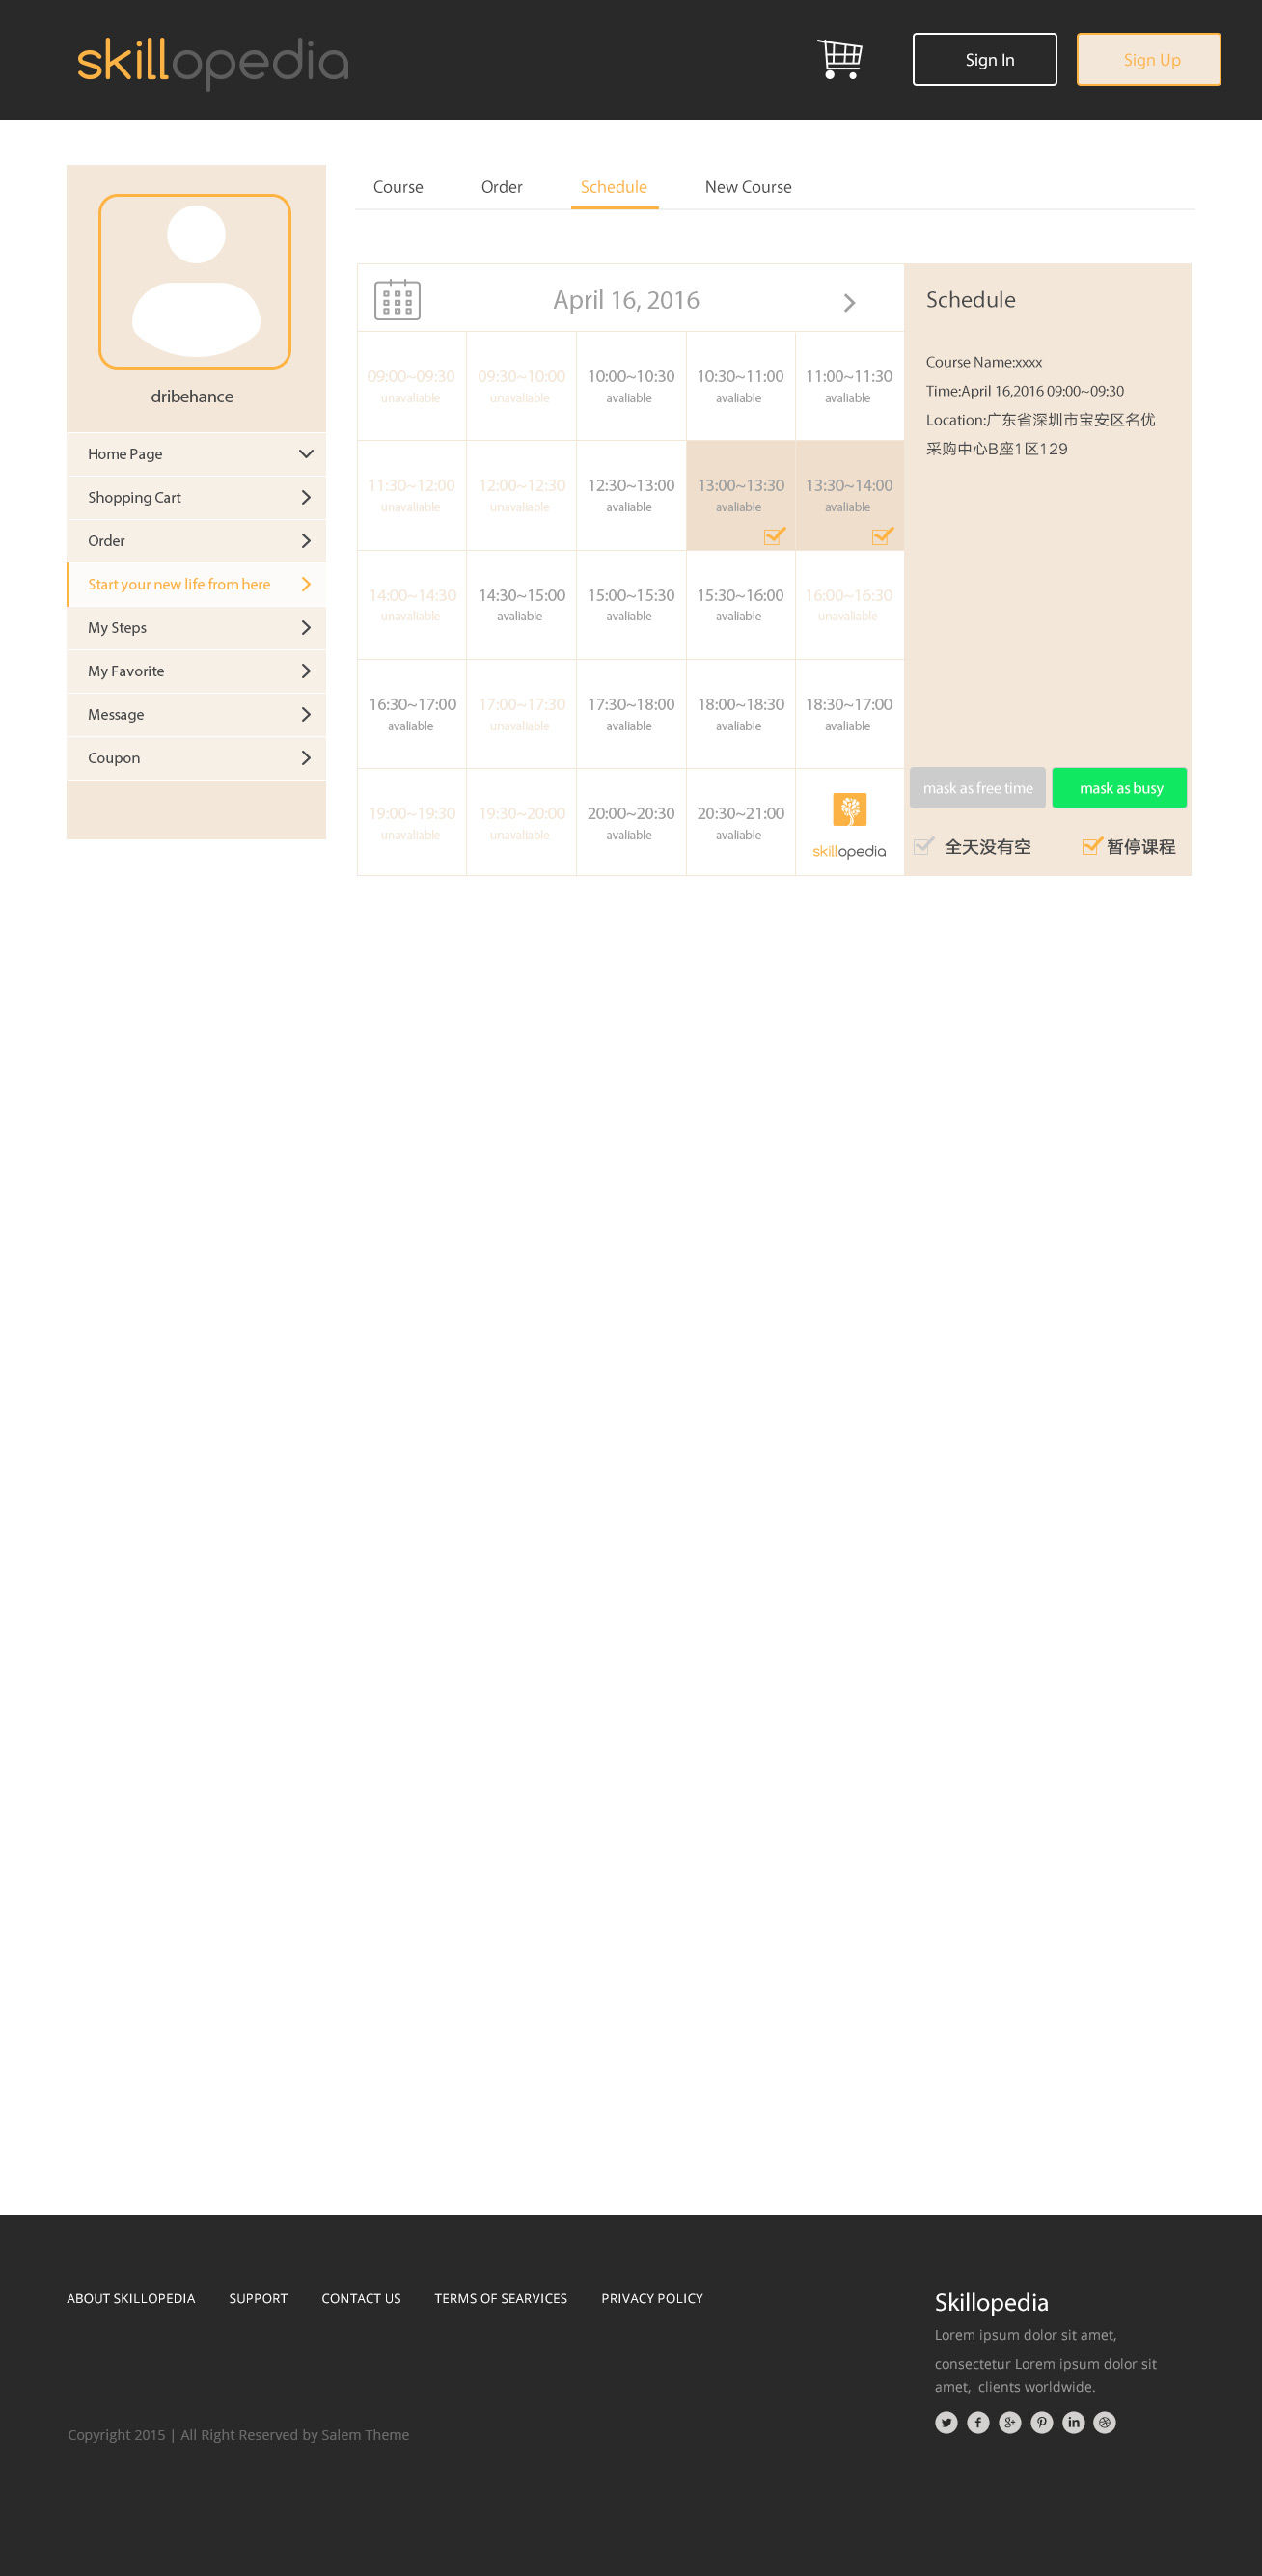 skillopedia
Sign In
Sign Up
Course
Order
Schedule
New Course
dribehance
Home Page
Shopping Cart
Order
Start your new life from here
My Steps
My Favorite
Message
Coupon
April 16, 2016
09:00~09:30
unavaliable
09:30~10:00
unavaliable
10:00~10:30
avaliable
10:30~11:00
avaliable
11:00~11:30
avaliable
11:30~12:00
unavaliable
12:00~12:30
unavaliable
12:30~13:00
avaliable
13:00~13:30
avaliable
13:30~14:00
avaliable
14:00~14:30
unavaliable
14:30~15:00
avaliable
15:00~15:30
avaliable
15:30~16:00
avaliable
16:00~16:30
unavaliable
16:30~17:00
avaliable
17:00~17:30
unavaliable
17:30~18:00
avaliable
18:00~18:30
avaliable
18:30~17:00
avaliable
19:00~19:30
unavaliable
19:30~20:00
unavaliable
20:00~20:30
avaliable
20:30~21:00
avaliable
skillopedia
Schedule
Course Name:xxxx
Time:April 16,2016 09:00~09:30
Location:广东省深圳市宝安区名优
采购中心B座1区129
mask as free time
mask as busy
全天没有空
暂停课程
ABOUT SKILLOPEDIA
SUPPORT
CONTACT US
TERMS OF SEARVICES
PRIVACY POLICY
Copyright 2015 | All Right Reserved by Salem Theme
Skillopedia
Lorem ipsum dolor sit amet,
consectetur Lorem ipsum dolor sit
amet, clients worldwide.